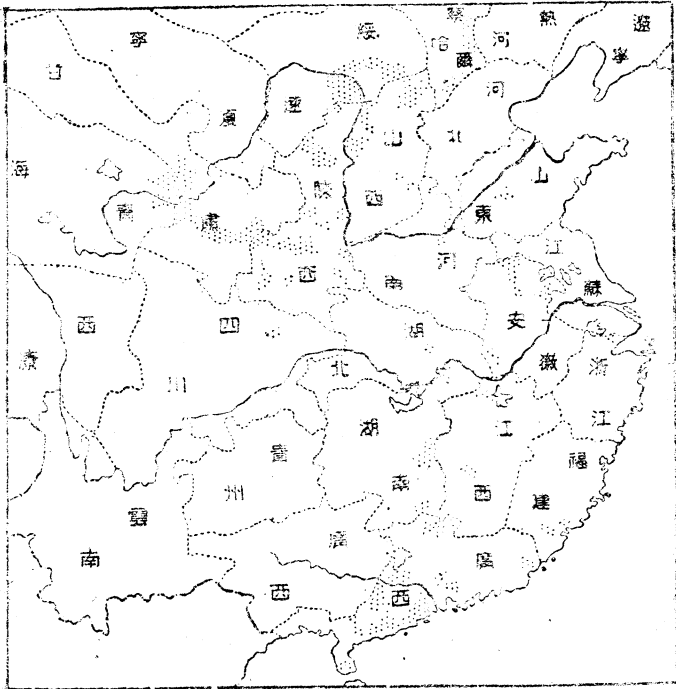 遼寧
熱河
察哈爾
綏遠
寧夏
甘肅
河北
山西
山東
陝西
青海
河南
江蘇
安徽
湖北
四川
西康
浙江
湖南
江西
福建
貴州
雲南
廣西
廣西